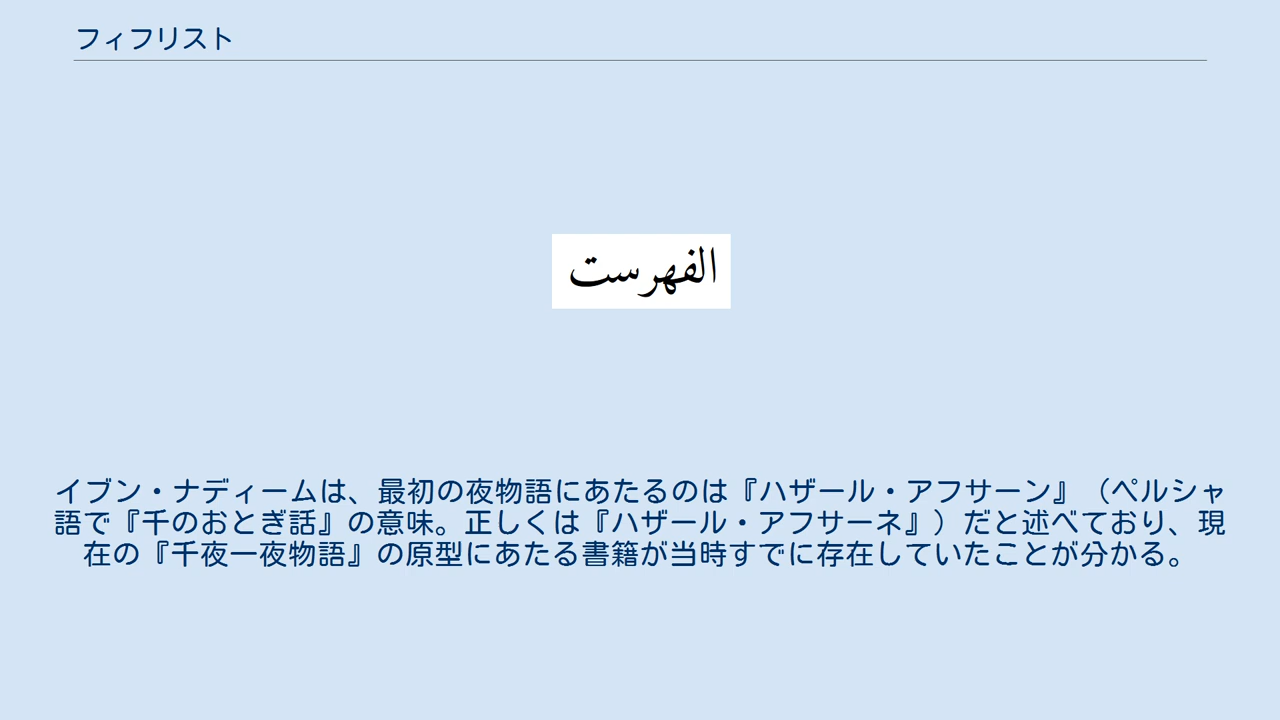 フィフリスト
الفهرست
イブン・ナディームは、最初の夜物語にあたるのは『ハザール・アフサーン』（ペルシャ
語で『千のおとぎ話』の意味。正しくは『ハザール・アフサーネ』）だと述べており、現
在の『千夜一夜物語』の原型にあたる書籍が当時すでに存在していたことが分かる。